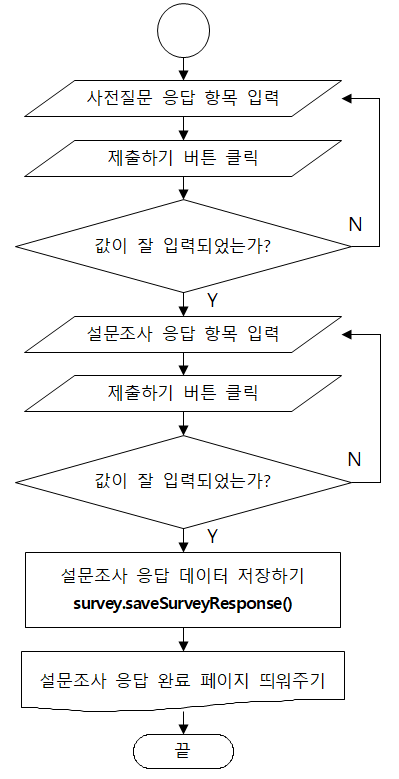 사전질문 응답 항목 입력
제출하기 버튼 클릭
값이 잘 입력되었는가?
N
Y
설문조사 응답 항목 입력
제출하기 버튼 클릭
값이 잘 입력되었는가?
N
Y
설문조사 응답 데이터 저장하기
survey.saveSurveyResponse()
설문조사 응답 완료 페이지 띄워주기
끝